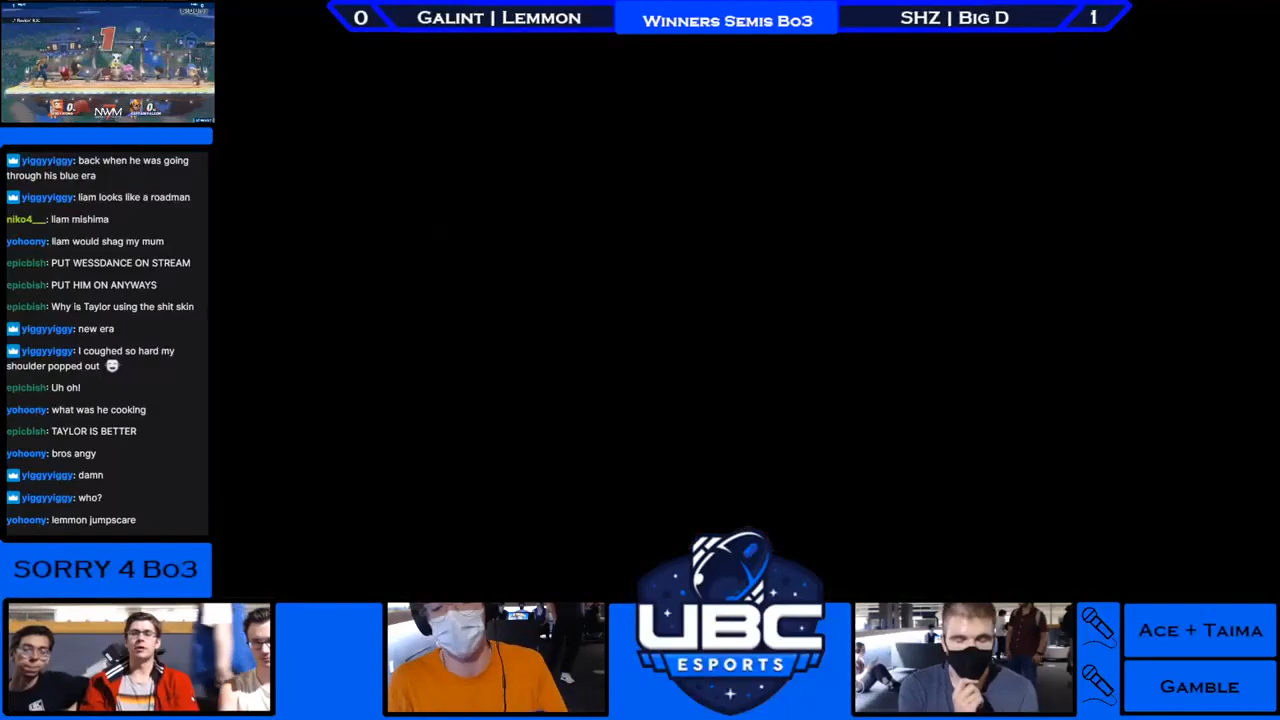 0
GALINT | LEMMON
WINNERS SEMIS BO3
SHZ | BIG D
1
1
0.
NWM
0.
yiggyyiggy: back when he was going
through his blue era
yiggyyiggy: liam looks like a roadman
niko4___: liam mishima
yohoony: liam would shag my mum
epicbish: PUT WESSDANCE ON STREAM
epicbish: PUT HIM ON ANYWAYS
epicbish: Why is Taylor using the shit skin
yiggyyiggy: new era
yiggyyiggy: I coughed so hard my
shoulder popped out
epicbish: Uh oh!
yohoony: what was he cooking
epicbish: TAYLOR IS BETTER
yohoony: bros angy
yiggyyiggy: damn
yiggyyiggy: who?
yohoony: lemmon jumpscare
SORRY 4 BO3
UBC
ESPORTS
ACE + TAIMA
GAMBLE